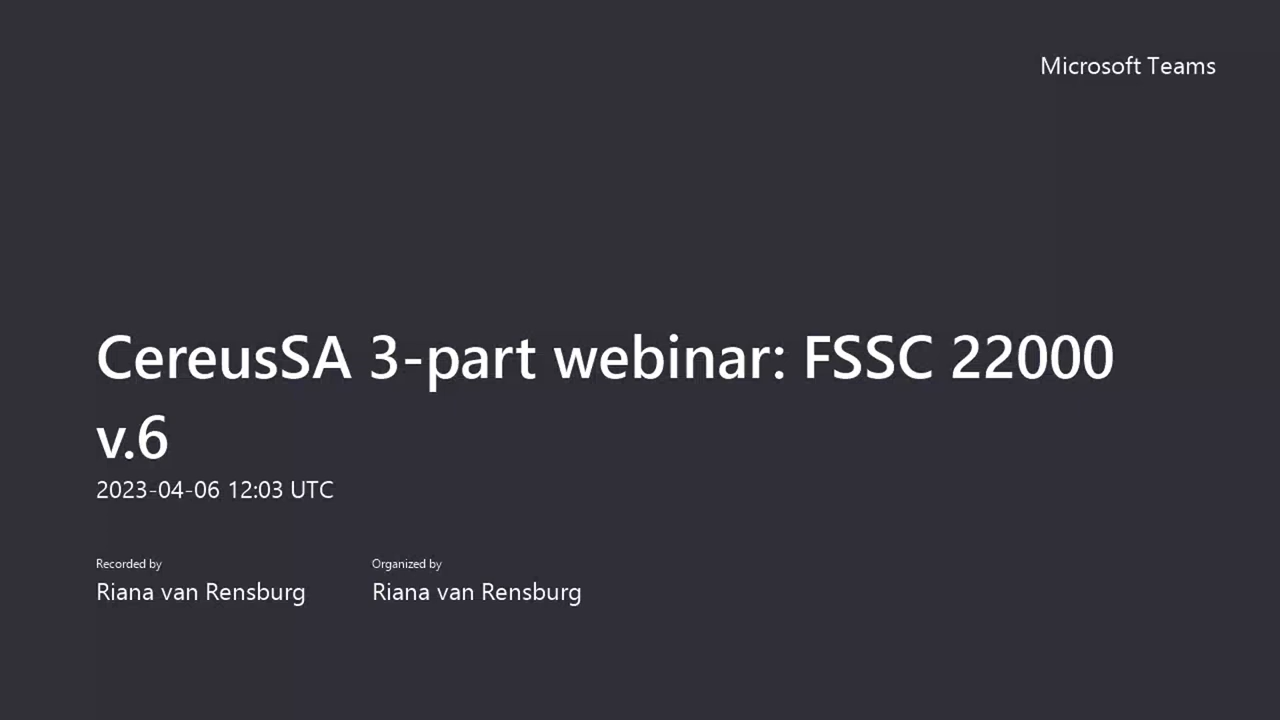 Microsoft Teams
CereusSA 3-part webinar: FSSC 22000
v.6
2023-04-06 12:03 UTC
Recorded by
Organized by
Riana van Rensburg
Riana van Rensburg